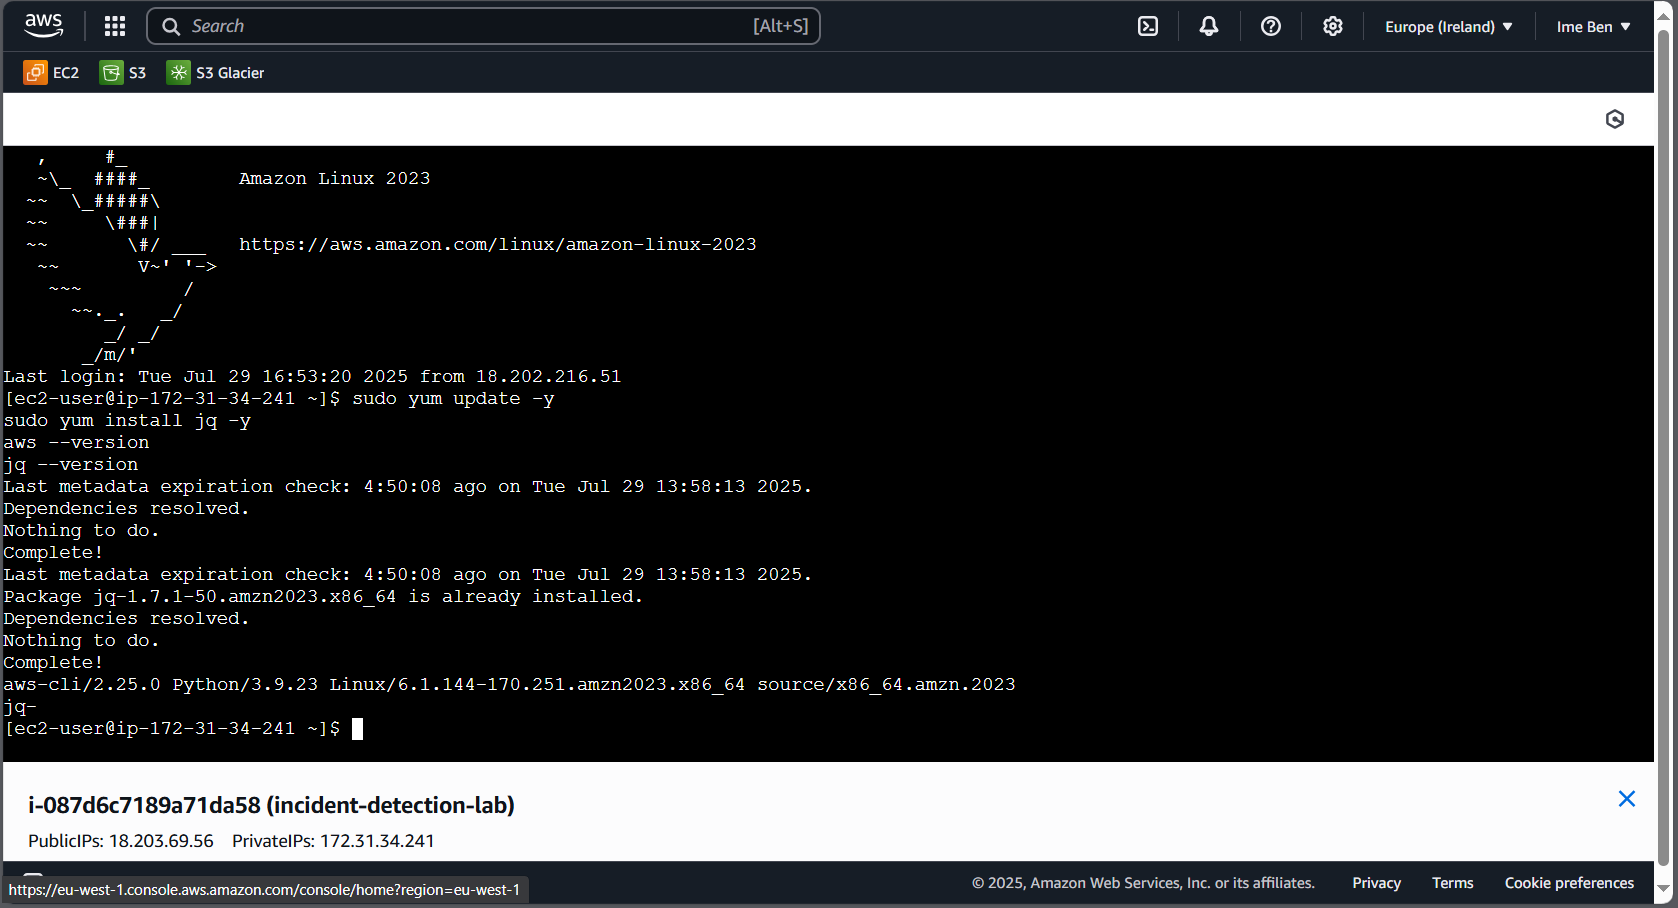 aws
Search [Alt+S] Europe (Ireland) ▼ Ime Ben ▼
EC2 S3 S3 Glacier
   ,     #_
   ~\_  ####_        Amazon Linux 2023
  ~~  \_#####\
  ~~     \###|
  ~~       \#/ ___   https://aws.amazon.com/linux/amazon-linux-2023
   ~~       V~' '->
    ~~~         /
      ~~._.   _/
         _/ _/
       _/m/'
Last login: Tue Jul 29 16:53:20 2025 from 18.202.216.51
[ec2-user@ip-172-31-34-241 ~]$ sudo yum update -y
sudo yum install jq -y
aws --version
jq --version
Last metadata expiration check: 4:50:08 ago on Tue Jul 29 13:58:13 2025.
Dependencies resolved.
Nothing to do.
Complete!
Last metadata expiration check: 4:50:08 ago on Tue Jul 29 13:58:13 2025.
Package jq-1.7.1-50.amzn2023.x86_64 is already installed.
Dependencies resolved.
Nothing to do.
Complete!
aws-cli/2.25.0 Python/3.9.23 Linux/6.1.144-170.251.amzn2023.x86_64 source/x86_64.amzn.2023
jq-
[ec2-user@ip-172-31-34-241 ~]$
i-087d6c7189a71da58 (incident-detection-lab)
PublicIPs: 18.203.69.56 PrivateIPs: 172.31.34.241
© 2025, Amazon Web Services, Inc. or its affiliates. Privacy Terms Cookie preferences
https://eu-west-1.console.aws.amazon.com/console/home?region=eu-west-1